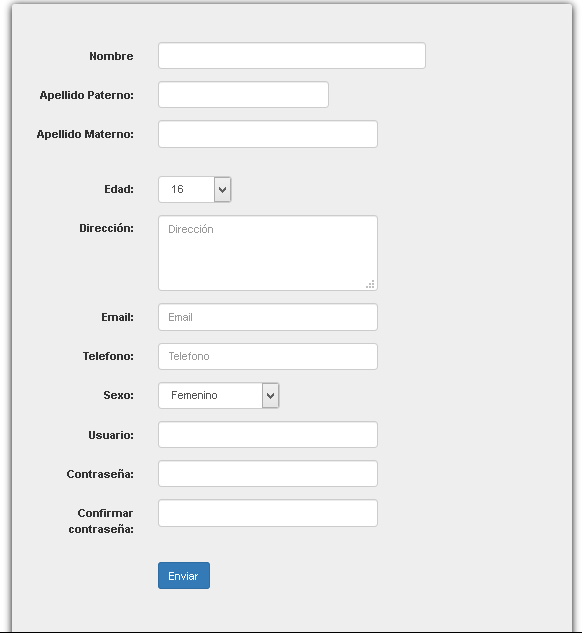 Nombre
Apellido Paterno:
Apellido Materno:
Edad: 16
Dirección: Dirección
Email: Email
Telefono: Telefono
Sexo: Femenino
Usuario:
Contraseña:
Confirmar
contraseña:
Enviar